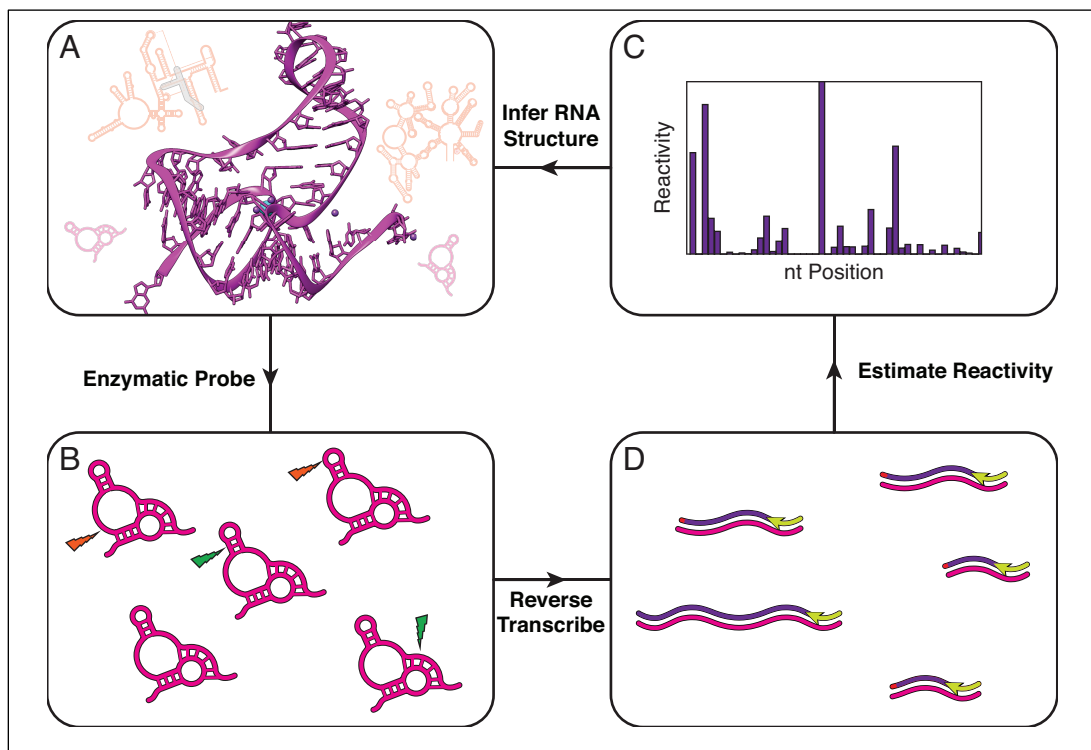 A
C
Infer RNA
Structure
Reactivity
nt Position
Enzymatic Probe
Estimate Reactivity
B
D
Reverse
Transcribe